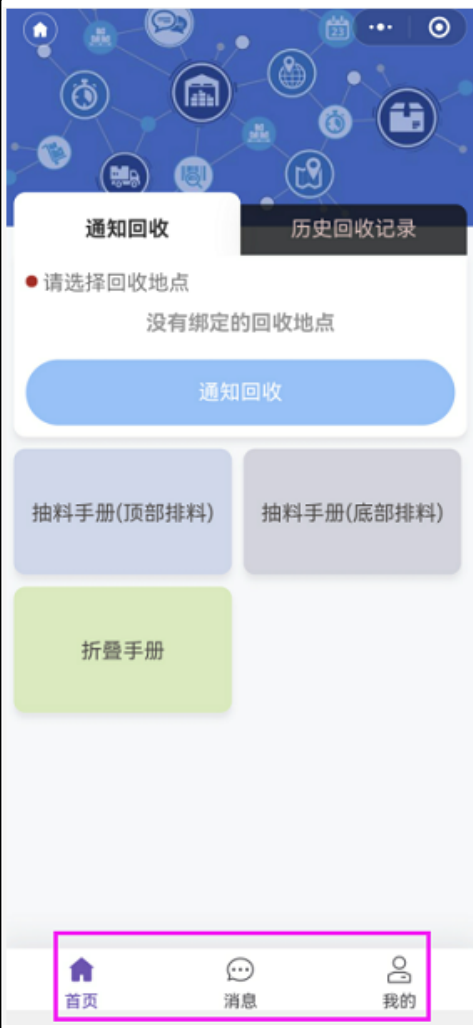 23
通知回收
历史回收记录
请选择回收地点
没有绑定的回收地点
通知回收
抽料手册(顶部排料)
抽料手册(底部排料)
折叠手册
首页
消息
我的